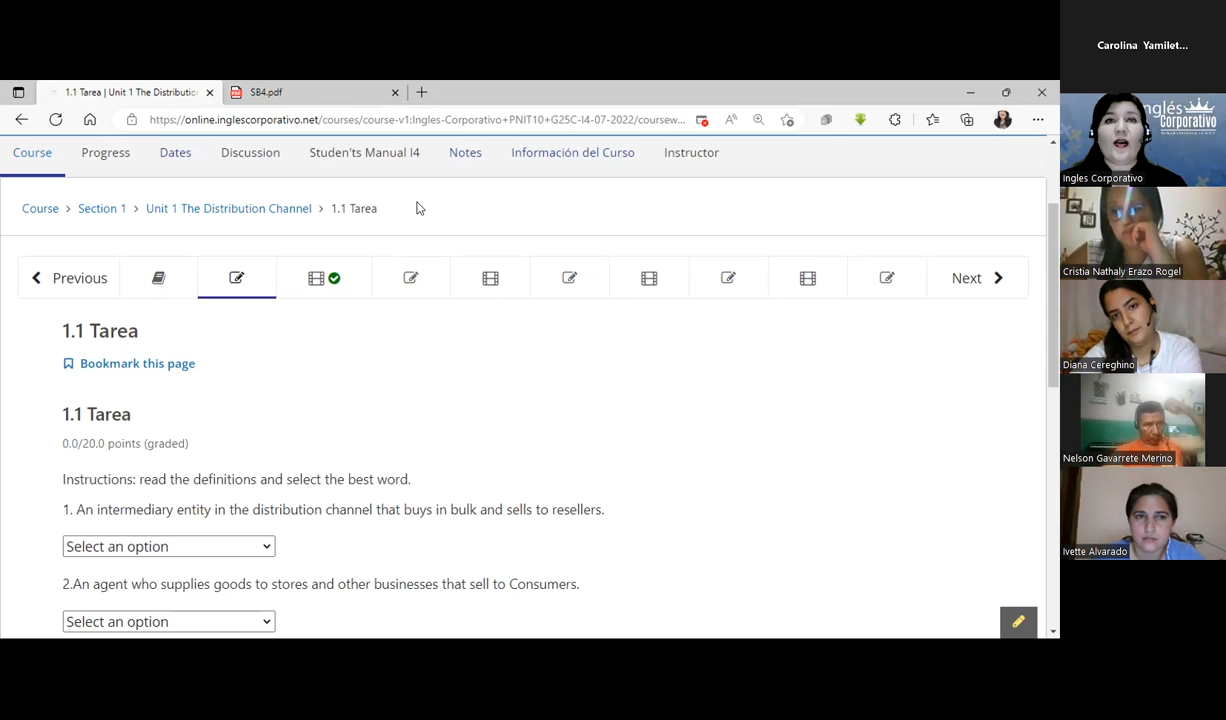 Carolina Yamilet...
1.1 Tarea | Unit 1 The Distributio
SB4.pdf
https://online.inglescorporativo.net/courses/course-v1:Ingles-Corporativo+PNIT10+G25C-I4-07-2022/coursew...
Course Progress Dates Discussion Studen'ts Manual I4 Notes Información del Curso Instructor
Course > Section 1 > Unit 1 The Distribution Channel > 1.1 Tarea
Previous
Next
1.1 Tarea
Bookmark this page
1.1 Tarea
0.0/20.0 points (graded)
Instructions: read the definitions and select the best word.
1. An intermediary entity in the distribution channel that buys in bulk and sells to resellers.
Select an option
2.An agent who supplies goods to stores and other businesses that sell to Consumers.
Select an option
nglés
Corporativo
Ingles Corporativo
Cristia Nathaly Erazo Rogel
Diana Cereghino
Nelson Gavarrete Merino
Ivette Alvarado